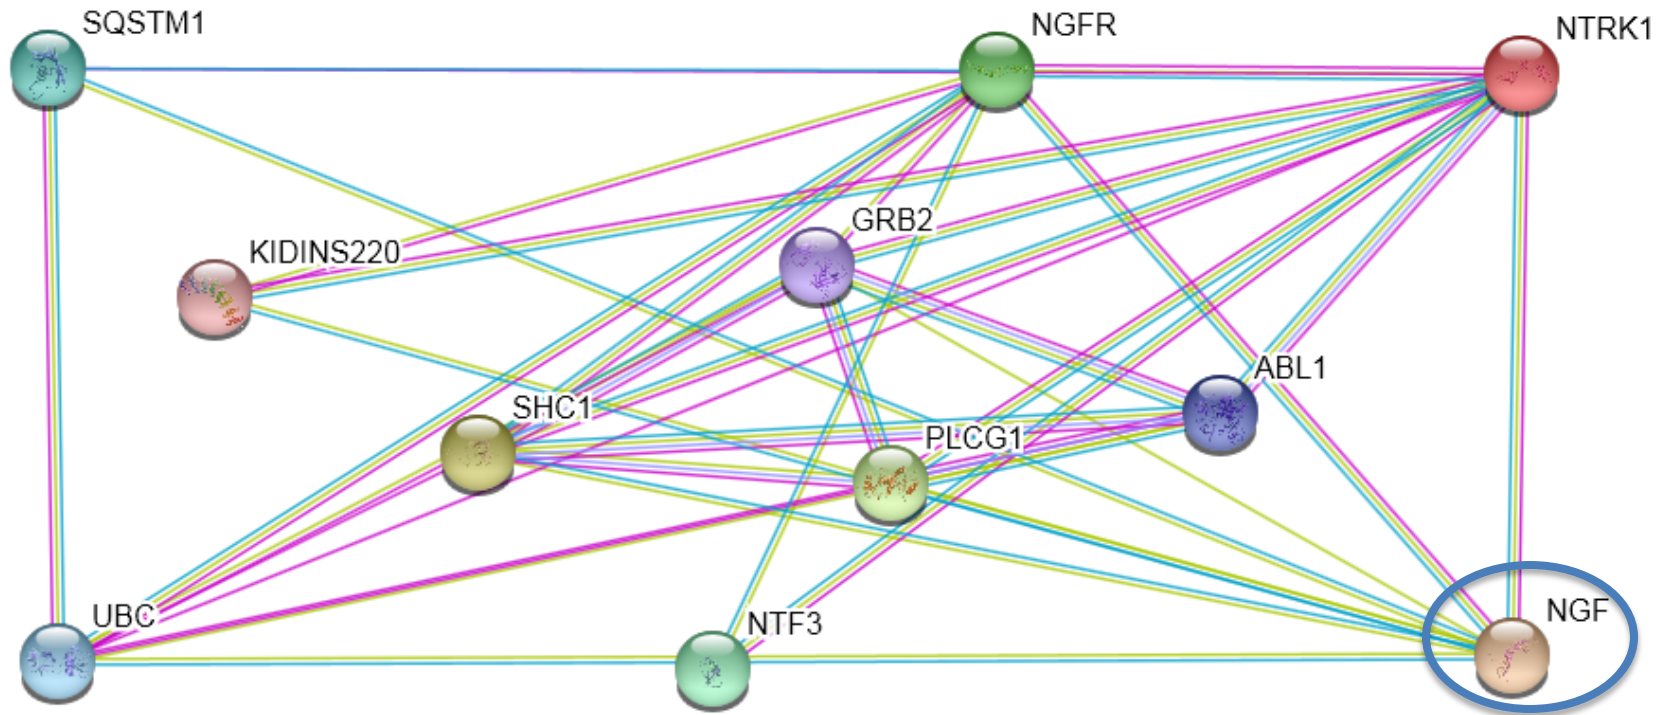 SQSTM1
NGFR
NTRK1
GRB2
KIDINS220
ABL1
SHC1
PLCG1
UBC
NTF3
NGF